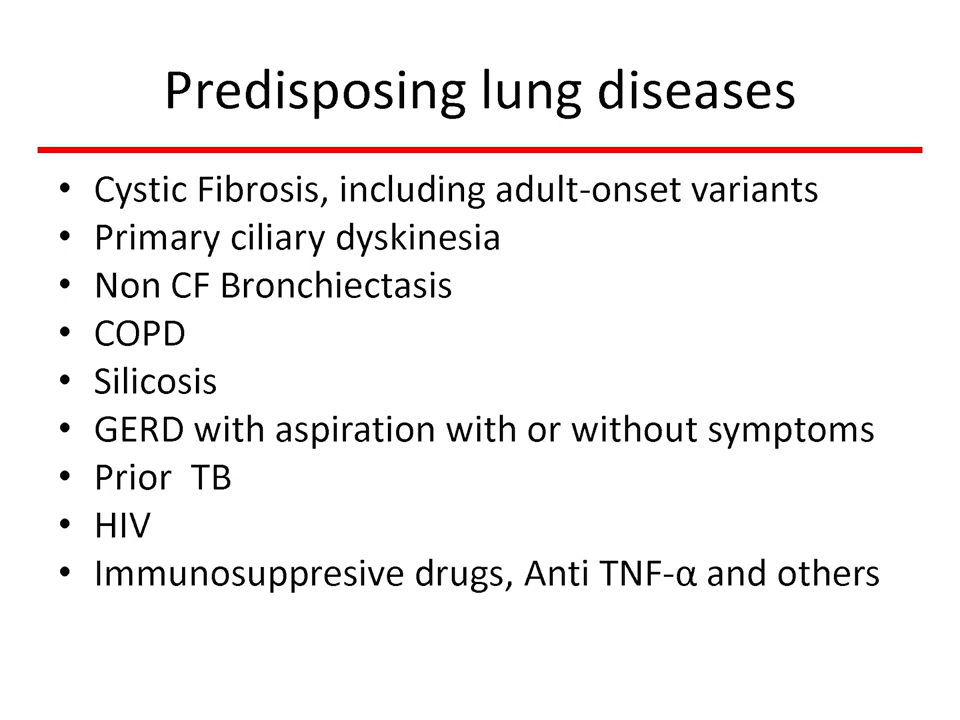 Predisposing lung diseases
• Cystic Fibrosis, including adult-onset variants
• Primary ciliary dyskinesia
• Non CF Bronchiectasis
• COPD
• Silicosis
• GERD with aspiration with or without symptoms
• Prior  TB
• HIV
• Immunosuppresive drugs, Anti TNF-α and others